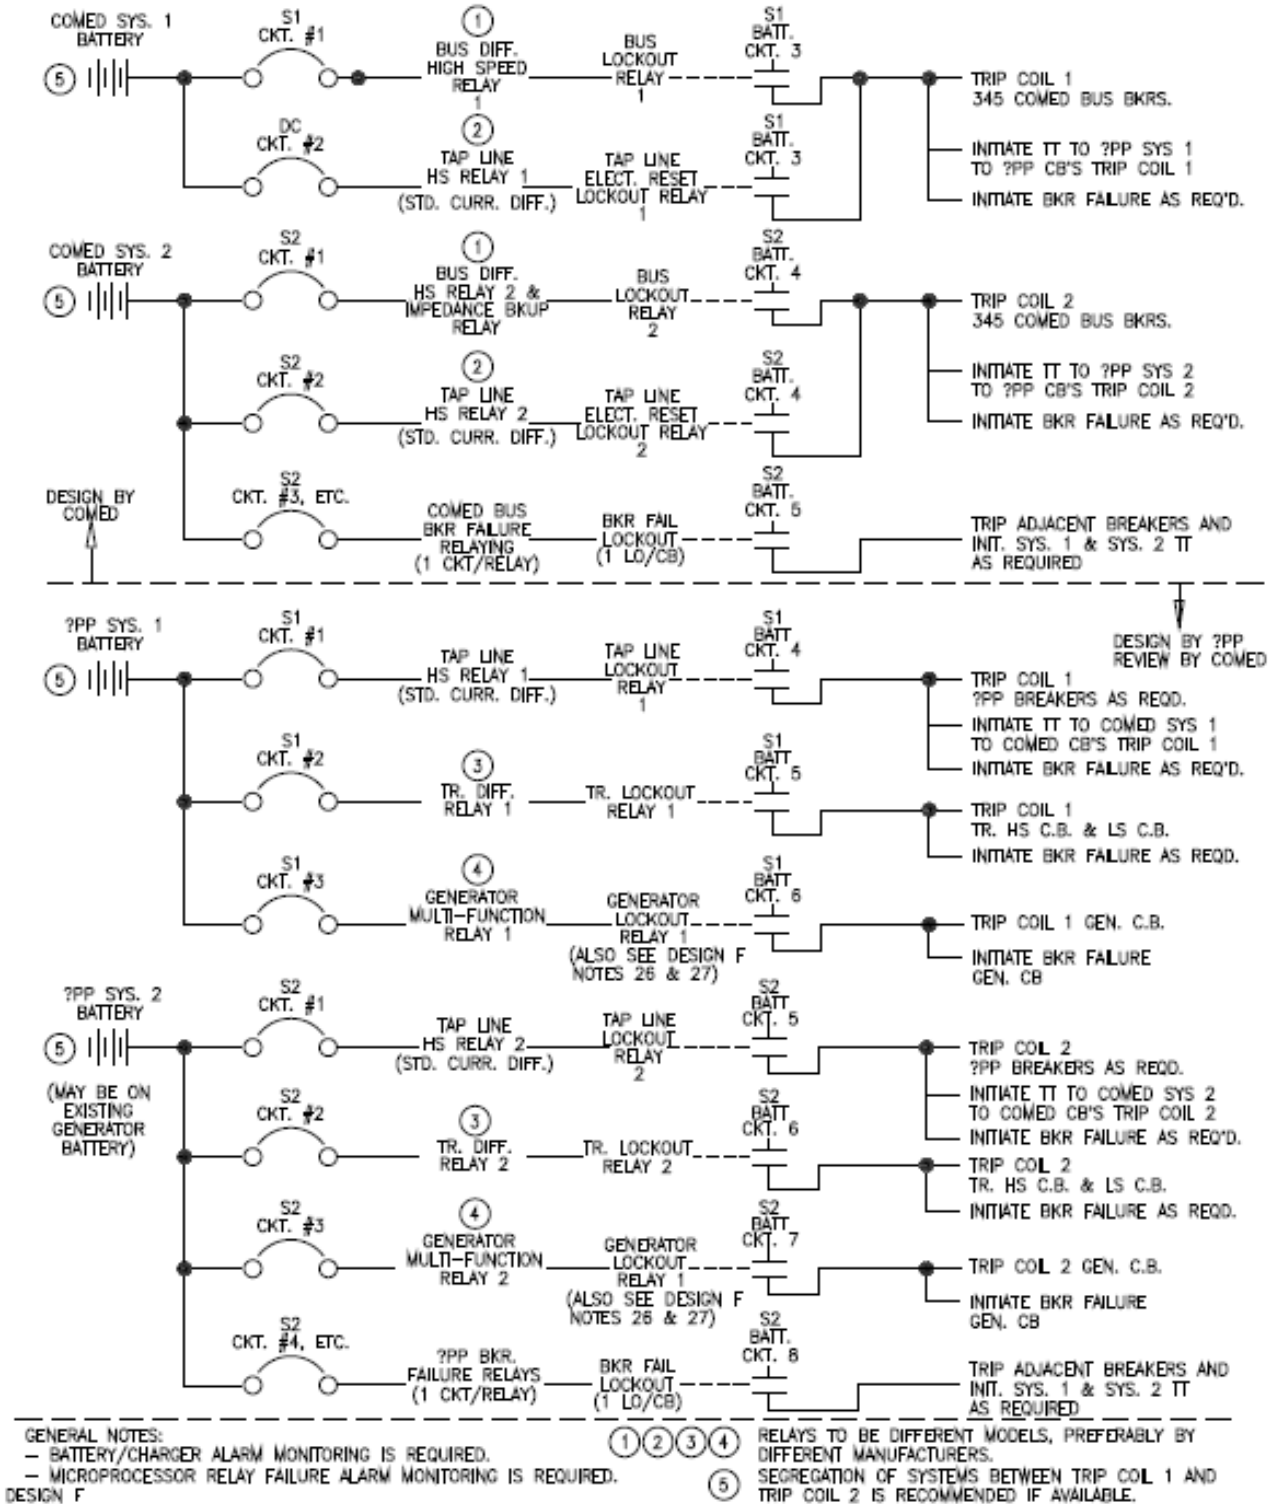 COMED SYS. 1
BATTERY
5
S1
CKT. #1
1
BUS DIFF.
HIGH SPEED
RELAY
1
BUS
LOCKOUT
RELAY
1
S1
BATT.
CKT. 3
TRIP COIL 1
345 COMED BUS BKRS.
INITIATE TT TO ?PP SYS 1
TO ?PP CB'S TRIP COIL 1
INITIATE BKR FAILURE AS REQ'D.
DC
CKT. #2
2
TAP LINE
HS RELAY 1
(STD. CURR. DIFF.)
TAP LINE
ELECT. RESET
LOCKOUT RELAY
1
S1
BATT.
CKT. 3
COMED SYS. 2
BATTERY
5
S2
CKT. #1
1
BUS DIFF.
HS RELAY 2 &
IMPEDANCE BKUP
RELAY
BUS
LOCKOUT
RELAY
2
S2
BATT.
CKT. 4
TRIP COIL 2
345 COMED BUS BKRS.
INITIATE TT TO ?PP SYS 2
TO ?PP CB'S TRIP COIL 2
INITIATE BKR FAILURE AS REQ'D.
S2
CKT. #2
2
TAP LINE
HS RELAY 2
(STD. CURR. DIFF.)
TAP LINE
ELECT. RESET
LOCKOUT RELAY
2
S2
BATT.
CKT. 4
DESIGN BY
COMED
S2
CKT. #3, ETC.
COMED BUS
BKR FAILURE
RELAYING
(1 CKT/RELAY)
BKR FAIL
LOCKOUT
(1 LO/CB)
S2
BATT.
CKT. 5
TRIP ADJACENT BREAKERS AND
INIT. SYS. 1 & SYS. 2 TT
AS REQUIRED
DESIGN BY ?PP
REVIEW BY COMED
?PP SYS. 1
BATTERY
5
S1
CKT. #1
TAP LINE
HS RELAY 1
(STD. CURR. DIFF.)
TAP LINE
LOCKOUT
RELAY
1
S1
BATT
CKT. 4
TRIP COIL 1
?PP BREAKERS AS REQD.
INITIATE TT TO COMED SYS 1
TO COMED CB'S TRIP COIL 1
INITIATE BKR FAILURE AS REQ'D.
S1
CKT. #2
3
TR. DIFF.
RELAY 1
TR. LOCKOUT
RELAY 1
S1
BATT
CKT. 5
TRIP COIL 1
TR. HS C.B. & LS C.B.
INITIATE BKR FAILURE AS REQD.
S1
CKT. #3
4
GENERATOR
MULTI-FUNCTION
RELAY 1
GENERATOR
LOCKOUT
RELAY 1
(ALSO SEE DESIGN F
NOTES 26 & 27)
S1
BATT
CKT. 6
TRIP COIL 1 GEN. C.B.
INITIATE BKR FAILURE
GEN. CB
?PP SYS. 2
BATTERY
5
(MAY BE ON
EXISTING
GENERATOR
BATTERY)
S2
CKT. #1
TAP LINE
HS RELAY 2
(STD. CURR. DIFF.)
TAP LINE
LOCKOUT
RELAY
2
S2
BATT
CKT. 5
TRIP COIL 2
?PP BREAKERS AS REQD.
INITIATE TT TO COMED SYS 2
TO COMED CB'S TRIP COIL 2
INITIATE BKR FAILURE AS REQ'D.
S2
CKT. #2
3
TR. DIFF.
RELAY 2
TR. LOCKOUT
RELAY 2
S2
BATT
CKT. 6
TRIP COIL 2
TR. HS C.B. & LS C.B.
INITIATE BKR FAILURE AS REQD.
S2
CKT. #3
4
GENERATOR
MULTI-FUNCTION
RELAY 2
GENERATOR
LOCKOUT
RELAY 1
(ALSO SEE DESIGN F
NOTES 26 & 27)
S2
BATT
CKT. 7
TRIP COIL 2 GEN. C.B.
INITIATE BKR FAILURE
GEN. CB
S2
CKT. #4, ETC.
?PP BKR.
FAILURE RELAYS
(1 CKT/RELAY)
BKR FAIL
LOCKOUT
(1 LO/CB)
S2
BATT.
CKT. 8
TRIP ADJACENT BREAKERS AND
INIT. SYS. 1 & SYS. 2 TT
AS REQUIRED
GENERAL NOTES:
– BATTERY/CHARGER ALARM MONITORING IS REQUIRED.
– MICROPROCESSOR RELAY FAILURE ALARM MONITORING IS REQUIRED.
DESIGN F
1 2 3 4 RELAYS TO BE DIFFERENT MODELS, PREFERABLY BY
DIFFERENT MANUFACTURERS.
5 SEGREGATION OF SYSTEMS BETWEEN TRIP COIL 1 AND
TRIP COIL 2 IS RECOMMENDED IF AVAILABLE.